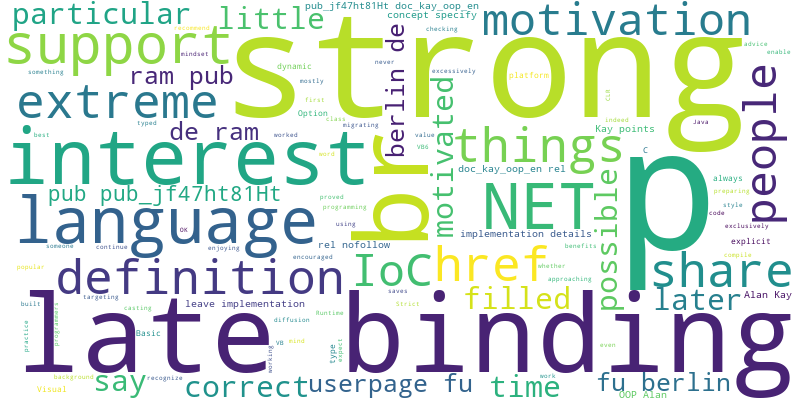 particular
little
pub_jf47ht81Ht doc_kay_oop_en
concept specify
motivation
support
strong
recommend
mindset
ram pub
dynamic
something
mostly
berlin de
checking
never
excessively
platform
advice
enable
extreme
Option
first
class
migrating
typed
best
worked
value
VB6
word
CLR
indeed
Java
Kay points
C
people
de ram
interest
br
motivated
things
doc_kay_oop_en rel
possible
always
preparing
style
code
exclusively
pub pub_jf47ht81Ht
proved
programming
using
NET
p
language
OK
someone
continue
enjoying
rel nofollow
encouraged
implementation details
whether
approaching
benefits
explicit
compile
popular
definition
IoC
href
share
targeting
casting
saves
filled
later
Alan Kay
late binding
built
leave implementation
Strict
even
practice
programmers
Basic
diffusion
Runtime
VB
mind
working
type
expect
background
Visual
say
recognize
correct
userpage fu
time
work
fu berlin
OOP Alan